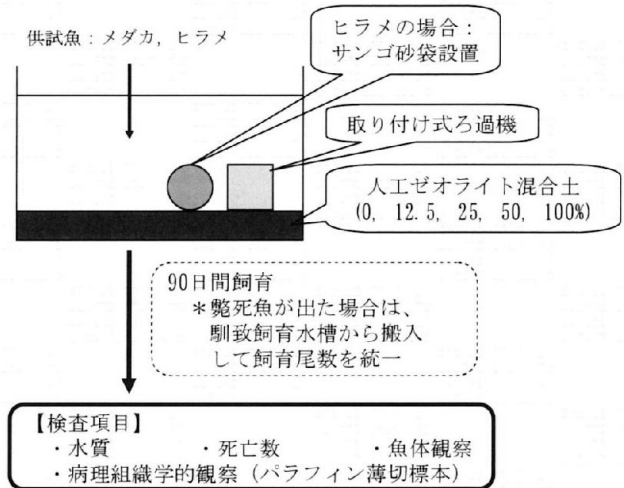 供試魚：メダカ，ヒラメ
ヒラメの場合：
サンゴ砂袋設置
取り付け式ろ過機
人工ゼオライト混合土
(0, 12.5, 25, 50, 100%)
90日間飼育
＊斃死魚が出た場合は、
馴致飼育水槽から搬入
して飼育尾数を統一
【検査項目】
・水質　・死亡数　・魚体観察
・病理組織学的観察（パラフィン薄切標本）